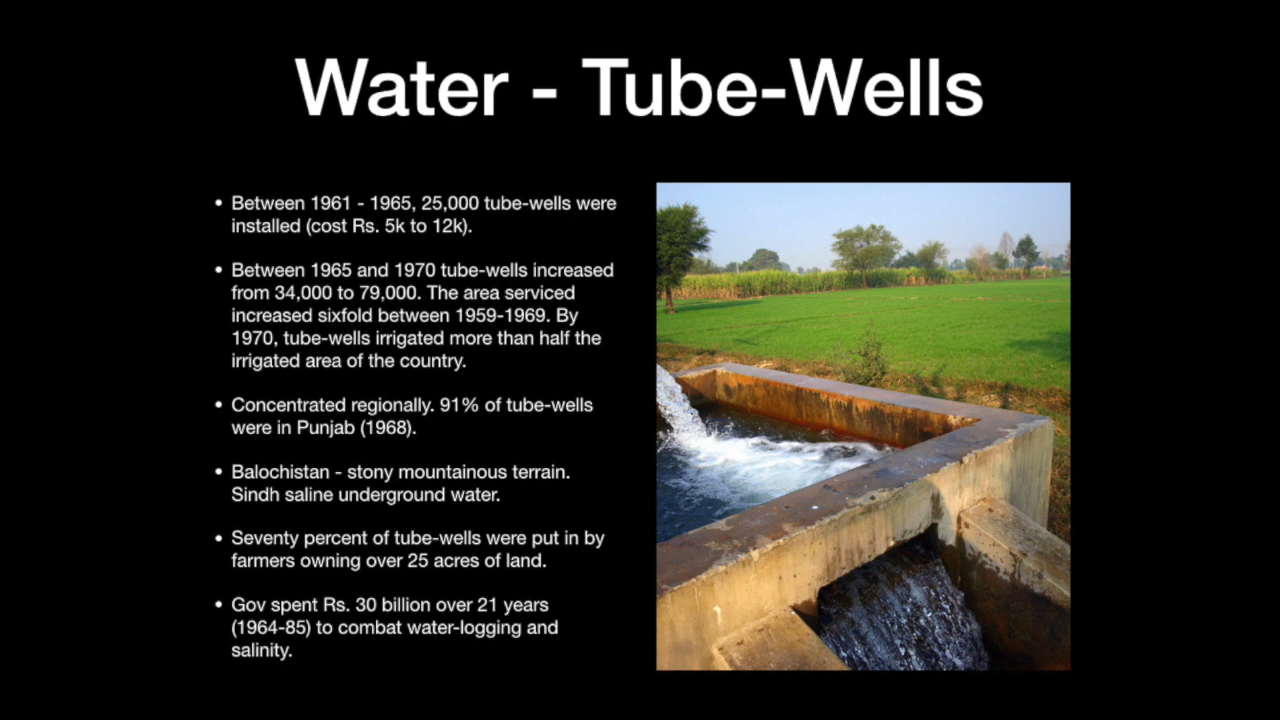 Water - Tube-Wells
• Between 1961 - 1965, 25,000 tube-wells were
installed (cost Rs. 5k to 12k).
• Between 1965 and 1970 tube-wells increased
from 34,000 to 79,000. The area serviced
increased sixfold between 1959-1969. By
1970, tube-wells irrigated more than half the
irrigated area of the country.
• Concentrated regionally. 91% of tube-wells
were in Punjab (1968).
• Balochistan - stony mountainous terrain.
Sindh saline underground water.
• Seventy percent of tube-wells were put in by
farmers owning over 25 acres of land.
• Gov spent Rs. 30 billion over 21 years
(1964-85) to combat water-logging and
salinity.